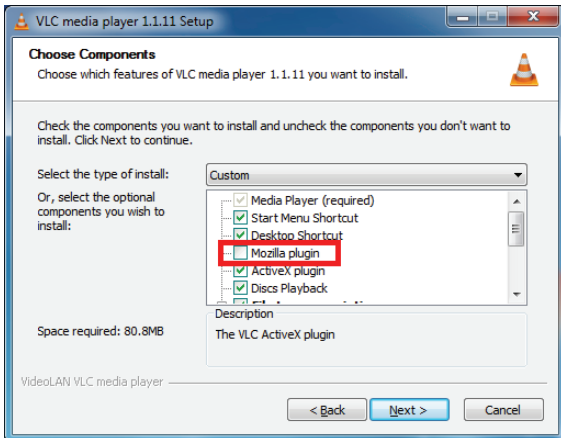 VLC media player 1.1.11 Setup
Choose Components
Choose which features of VLC media player 1.1.11 you want to install.
Check the components you want to install and uncheck the components you don't want to
install. Click Next to continue.
Select the type of install:
Custom
Or, select the optional
components you wish to
install:
Media Player (required)
Start Menu Shortcut
Desktop Shortcut
Mozilla plugin
ActiveX plugin
Discs Playback
Space required: 80.8MB
Description
The VLC ActiveX plugin
VideoLAN VLC media player
< Back
Next >
Cancel